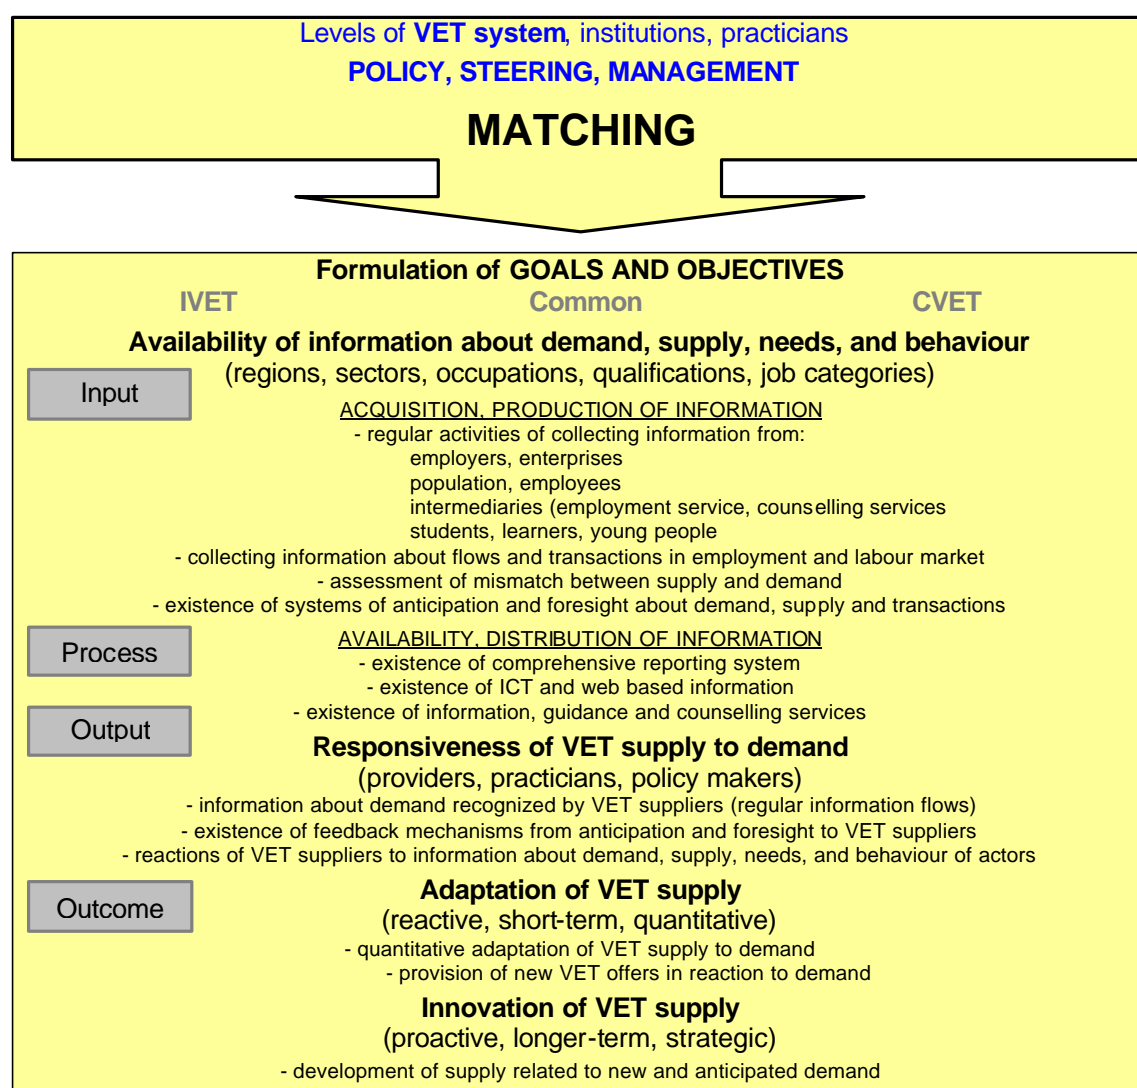 Levels of VET system, institutions, practicians
POLICY, STEERING, MANAGEMENT
MATCHING
Formulation of GOALS AND OBJECTIVES
IVET Common CVET
Availability of information about demand, supply, needs, and behaviour
(regions, sectors, occupations, qualifications, job categories)
Input
ACQUISITION, PRODUCTION OF INFORMATION
- regular activities of collecting information from:
employers, enterprises
population, employees
intermediaries (employment service, counselling services
students, learners, young people
- collecting information about flows and transactions in employment and labour market
- assessment of mismatch between supply and demand
- existence of systems of anticipation and foresight about demand, supply and transactions
Process
AVAILABILITY, DISTRIBUTION OF INFORMATION
- existence of comprehensive reporting system
- existence of ICT and web based information
- existence of information, guidance and counselling services
Output
Responsiveness of VET supply to demand
(providers, practicians, policy makers)
- information about demand recognized by VET suppliers (regular information flows)
- existence of feedback mechanisms from anticipation and foresight to VET suppliers
- reactions of VET suppliers to information about demand, supply, needs, and behaviour of actors
Outcome
Adaptation of VET supply
(reactive, short-term, quantitative)
- quantitative adaptation of VET supply to demand
- provision of new VET offers in reaction to demand
Innovation of VET supply
(proactive, longer-term, strategic)
- development of supply related to new and anticipated demand